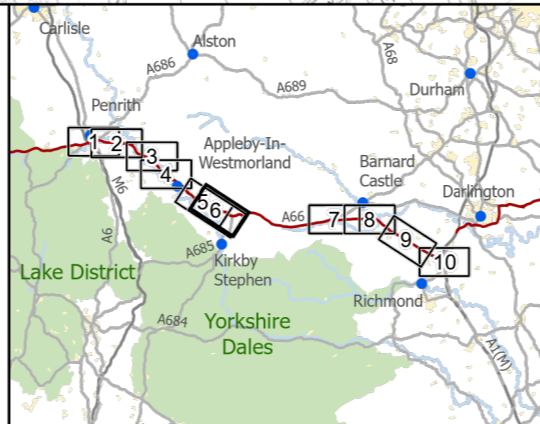 Carlisle
Alston
A686
A689
A68
Durham
Penrith
1
2
3
4
5
6
Appleby-In-
Westmorland
Barnard
Castle
Darlington
M6
A66
7
8
9
10
A6
A685
Kirkby
Stephen
Lake District
Richmond
A684
Yorkshire
Dales
A1(M)